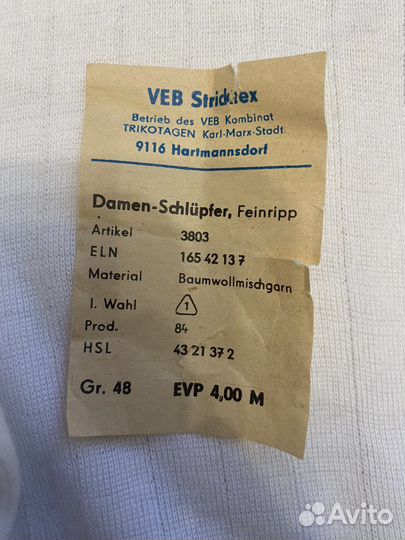 VEB Stricktex
Betrieb des VEB Kombinat
TRIKOTAGEN Karl-Marx-Stadt
9116 Hartmannsdorf
Damen-Schlüpfer, Feinripp
Artikel 3803
ELN 165 42 13 7
Material Baumwollmischgarn
I. Wahl 1
Prod. 84
HSL 43 21 37 2
Gr. 48 EVP 4,00 M
Avito